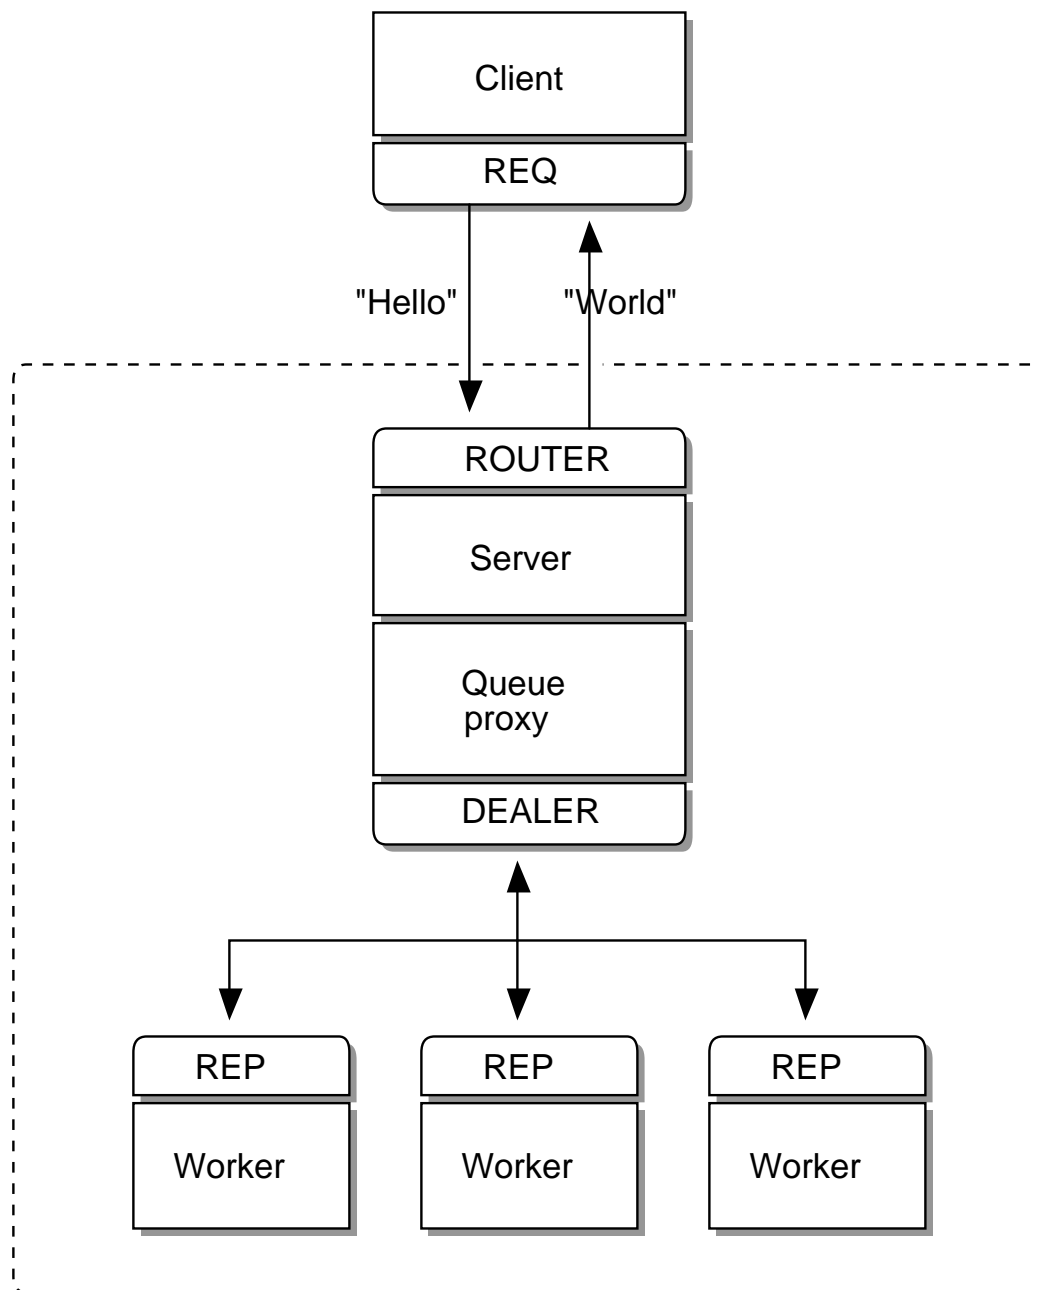 Client
REQ
"Hello"
"World"
ROUTER
Server
Queue
proxy
DEALER
REP
REP
REP
Worker
Worker
Worker